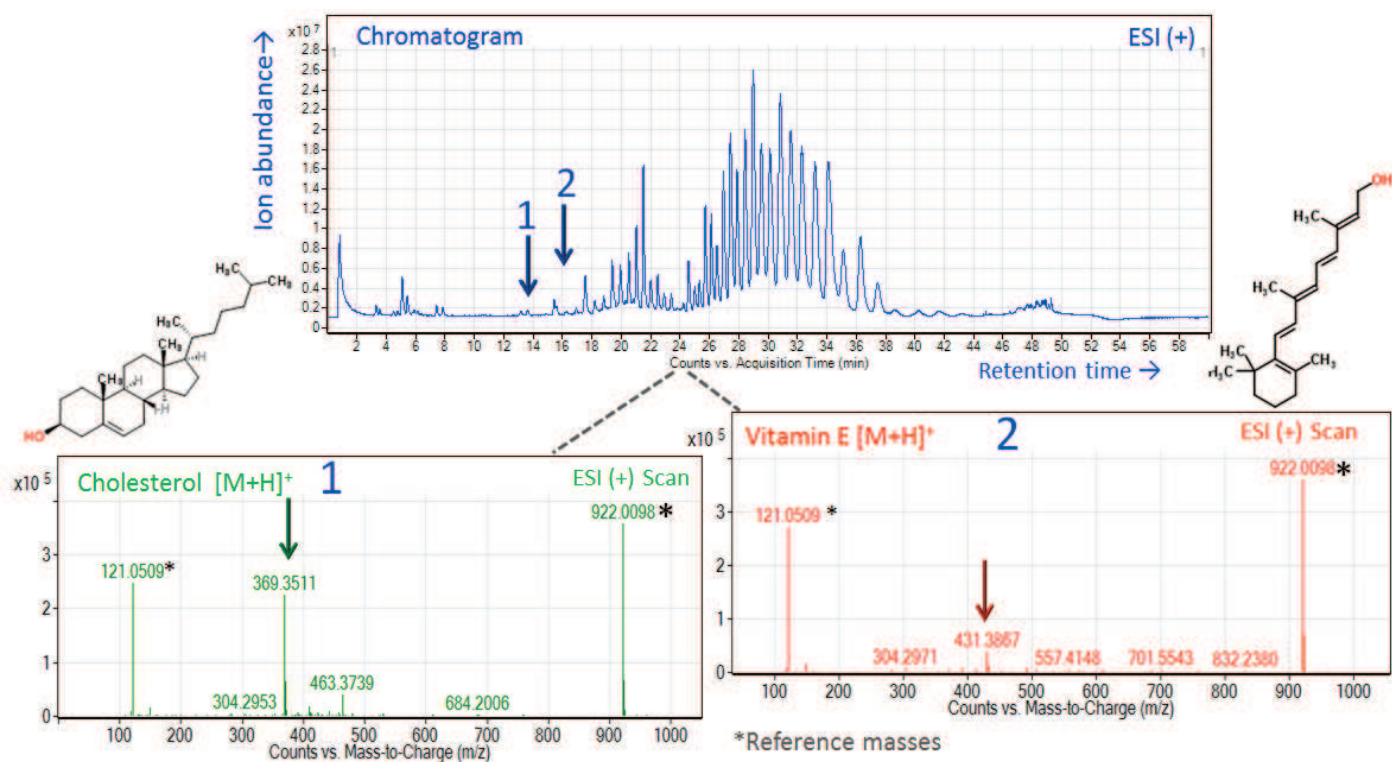 x10⁷
Chromatogram
ESI (+)
1
1
Ion abundance→
2.8
2.6
2.4
2.2
2
1.8
1.6
1.4
1.2
1
0.8
0.6
0.4
0.2
0
1
2
2 4 6 8 10 12 14 16 18 20 22 24 26 28 30 32 34 36 38 40 42 44 46 48 50 52 54 56 58
Counts vs. Acquisition Time (min)
Retention time →
CH₃
H₃C
CH₃
H₃C
CH₃
CH₃
H
H
H
H
HO
OH
H₃C
H₃C
H₃C
CH₃
H₃C
x10⁵
Cholesterol [M+H]⁺
1
ESI (+) Scan
922.0098*
121.0509*
369.3511
304.2953
463.3739
684.2006
3
2
1
0
100 200 300 400 500 600 700 800 900 1000
Counts vs. Mass-to-Charge (m/z)
x10⁵
Vitamin E [M+H]⁺
2
ESI (+) Scan
922.0098*
121.0509 *
431.3867
304.2971
557.4148
701.5543
832.2380
3
2
1
0
100 200 300 400 500 600 700 800 900 1000
Counts vs. Mass-to-Charge (m/z)
*Reference masses